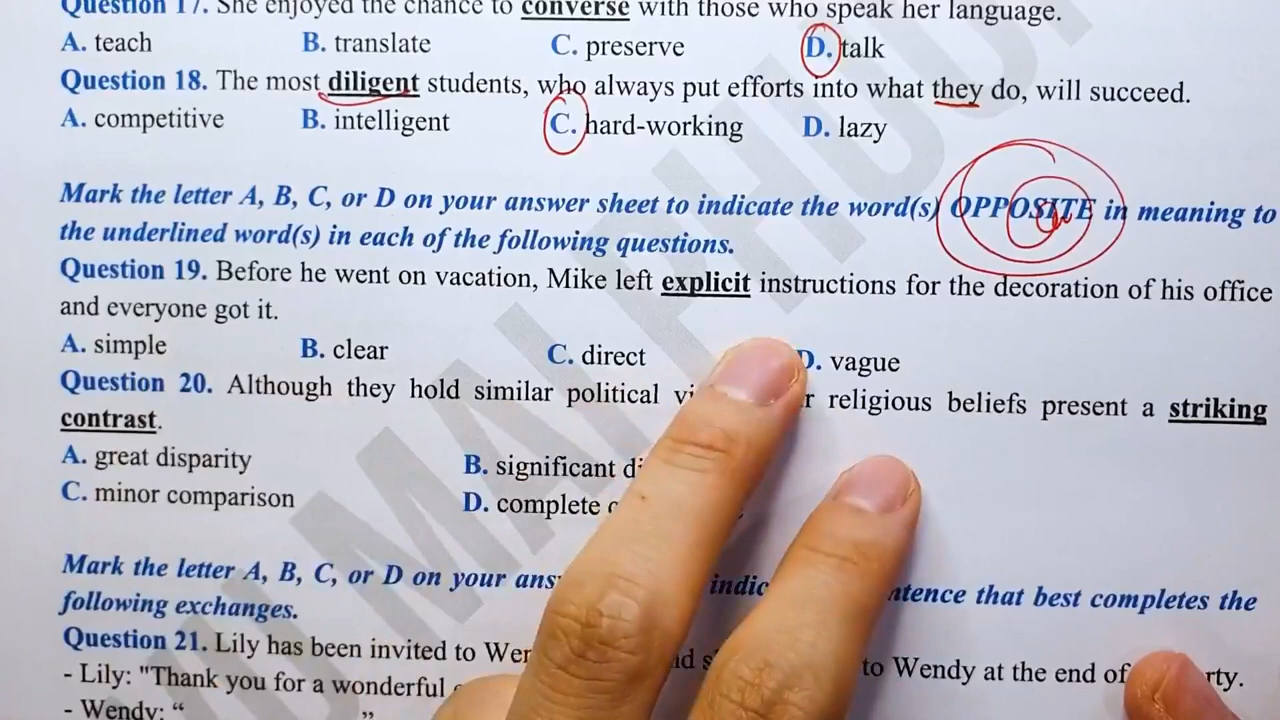 Question 17. She enjoyed the chance to converse with those who speak her language.
A. teach B. translate C. preserve D. talk
Question 18. The most diligent students, who always put efforts into what they do, will succeed.
A. competitive B. intelligent C. hard-working D. lazy
Mark the letter A, B, C, or D on your answer sheet to indicate the word(s) OPPOSITE in meaning to
the underlined word(s) in each of the following questions.
Question 19. Before he went on vacation, Mike left explicit instructions for the decoration of his office
and everyone got it.
A. simple B. clear C. direct D. vague
Question 20. Although they hold similar political religious beliefs present a striking
contrast.
A. great disparity B. significant
C. minor comparison D. complete
Mark the letter A, B, C, or D on your that best completes the
following exchanges.
Question 21. Lily has been invited to to Wendy at the end of
- Lily: "Thank you for a wonderful
- Wendy: “ ”